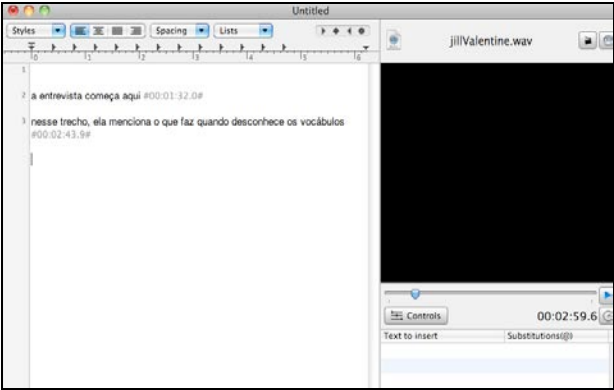 Untitled
Styles Spacing Lists
0 1 2 3 4 5 6
jillValentine.wav
1
2 a entrevista começa aqui #00:01:32.0#
3 nesse trecho, ela menciona o que faz quando desconhece os vocábulos
#00:02:43.9#
Controls 00:02:59.6
Text to insert Substitutions(@)